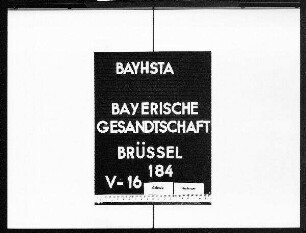 BAYHSTA
BAYERISCHE
GESANDTSCHAFT
BRÜSSEL
184
V-16